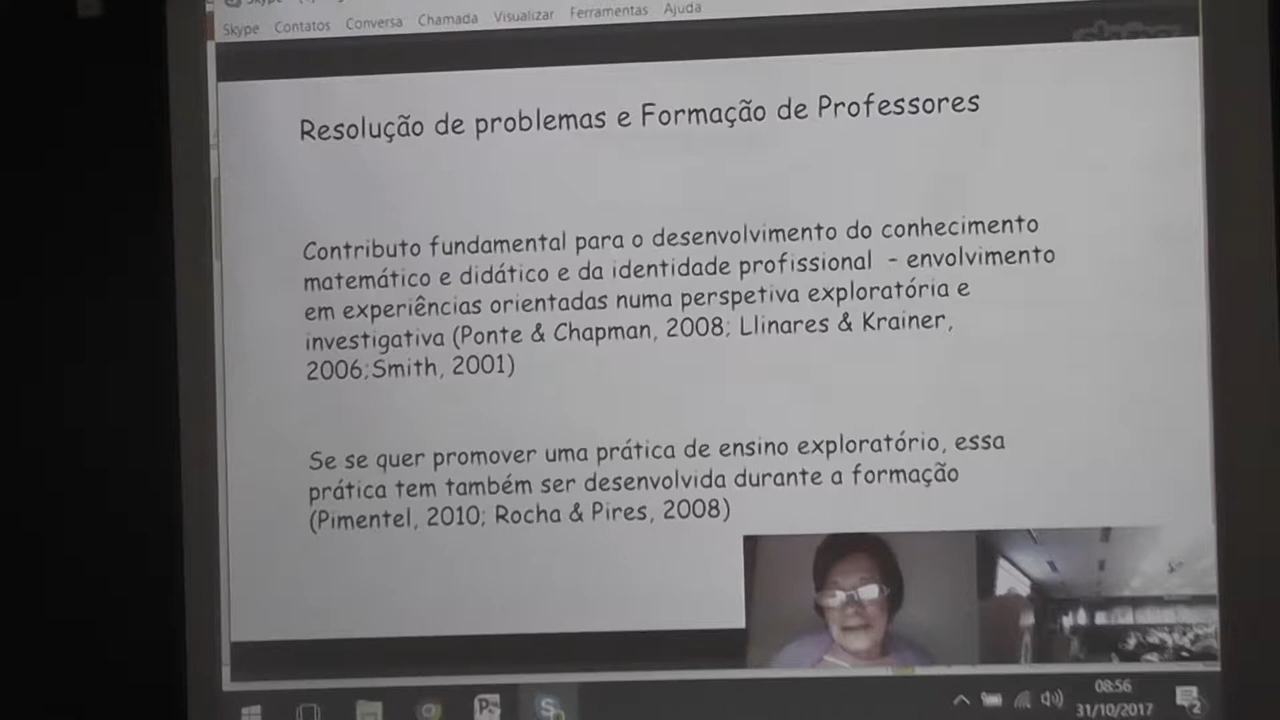 Skype Contatos Conversa Chamada Visualizar Ferramentas Ajuda
Resolução de problemas e Formação de Professores
Contributo fundamental para o desenvolvimento do conhecimento
matemático e didático e da identidade profissional - envolvimento
em experiências orientadas numa perspetiva exploratória e
investigativa (Ponte & Chapman, 2008; Llinares & Krainer,
2006;Smith, 2001)
Se se quer promover uma prática de ensino exploratório, essa
prática tem também ser desenvolvida durante a formação
(Pimentel, 2010; Rocha & Pires, 2008)
08:56
31/10/2017
2